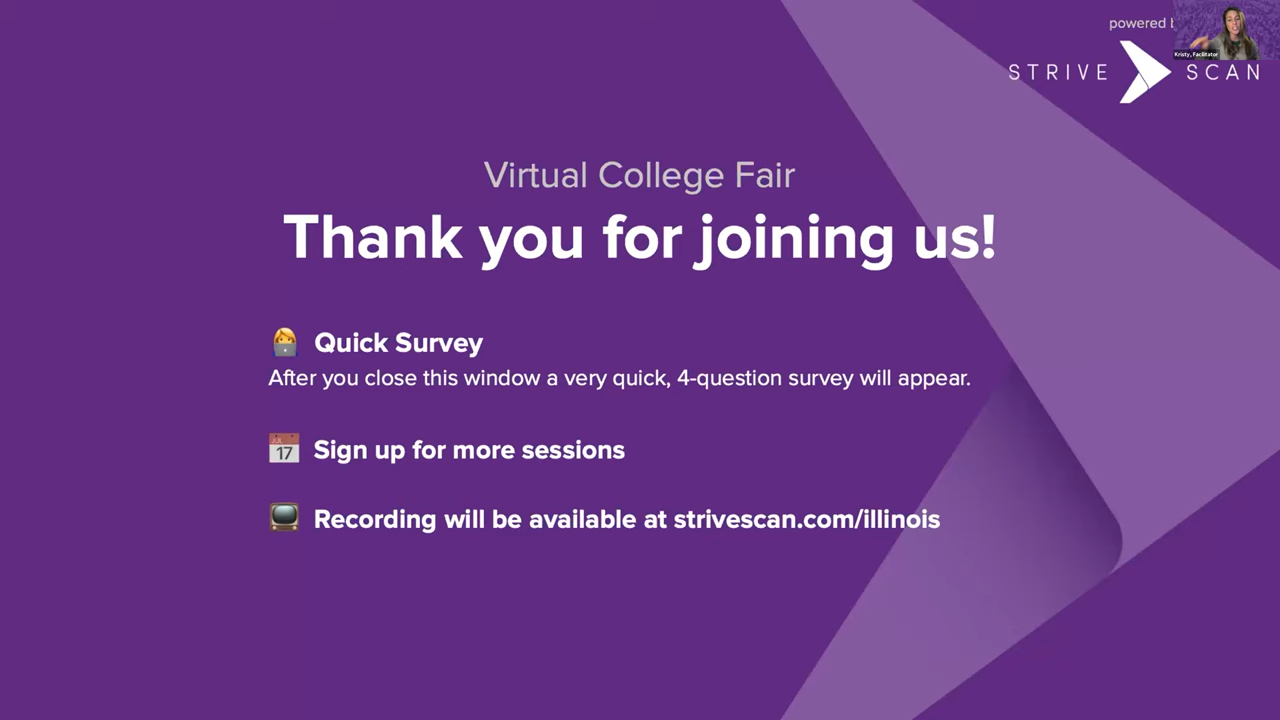 powered
Kristy, Facilitator
STRIVE SCAN
Virtual College Fair
Thank you for joining us!
Quick Survey
After you close this window a very quick, 4-question survey will appear.
17
Sign up for more sessions
Recording will be available at strivescan.com/illinois